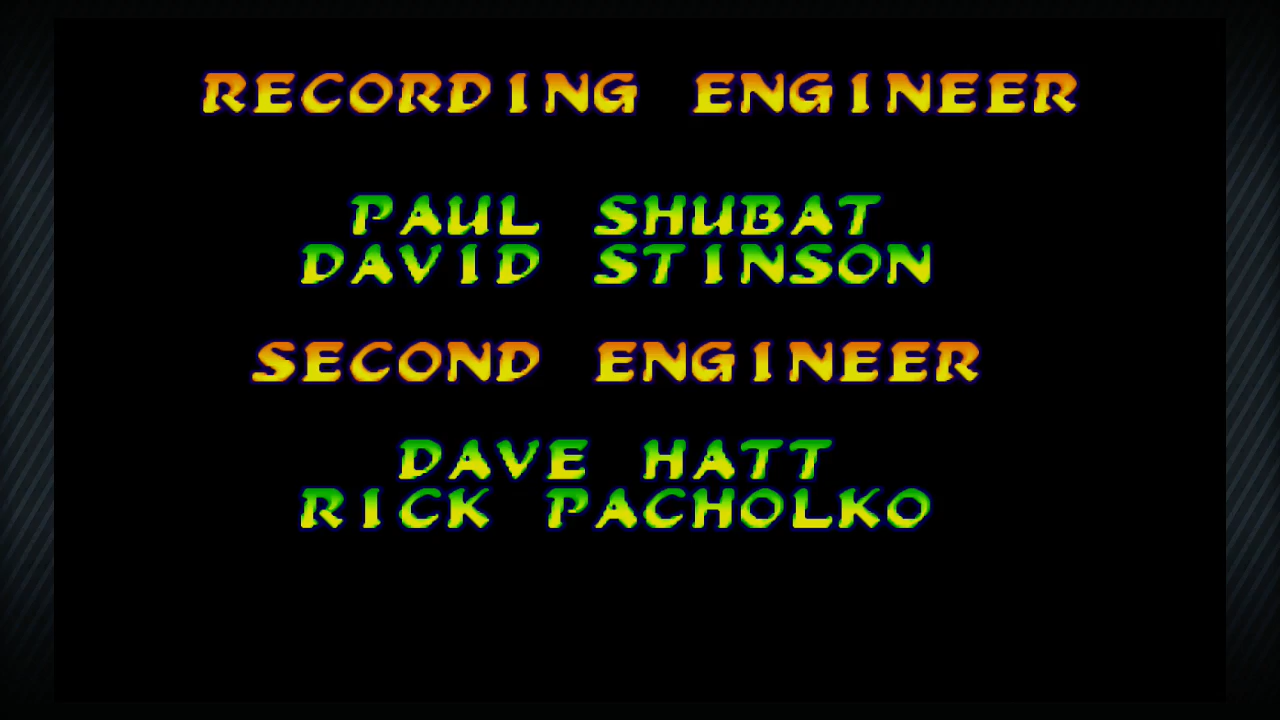 RECORDING ENGINEER
PAUL SHUBAT
DAVID STINSON
SECOND ENGINEER
DAVE HATT
RICK PACHOLKO